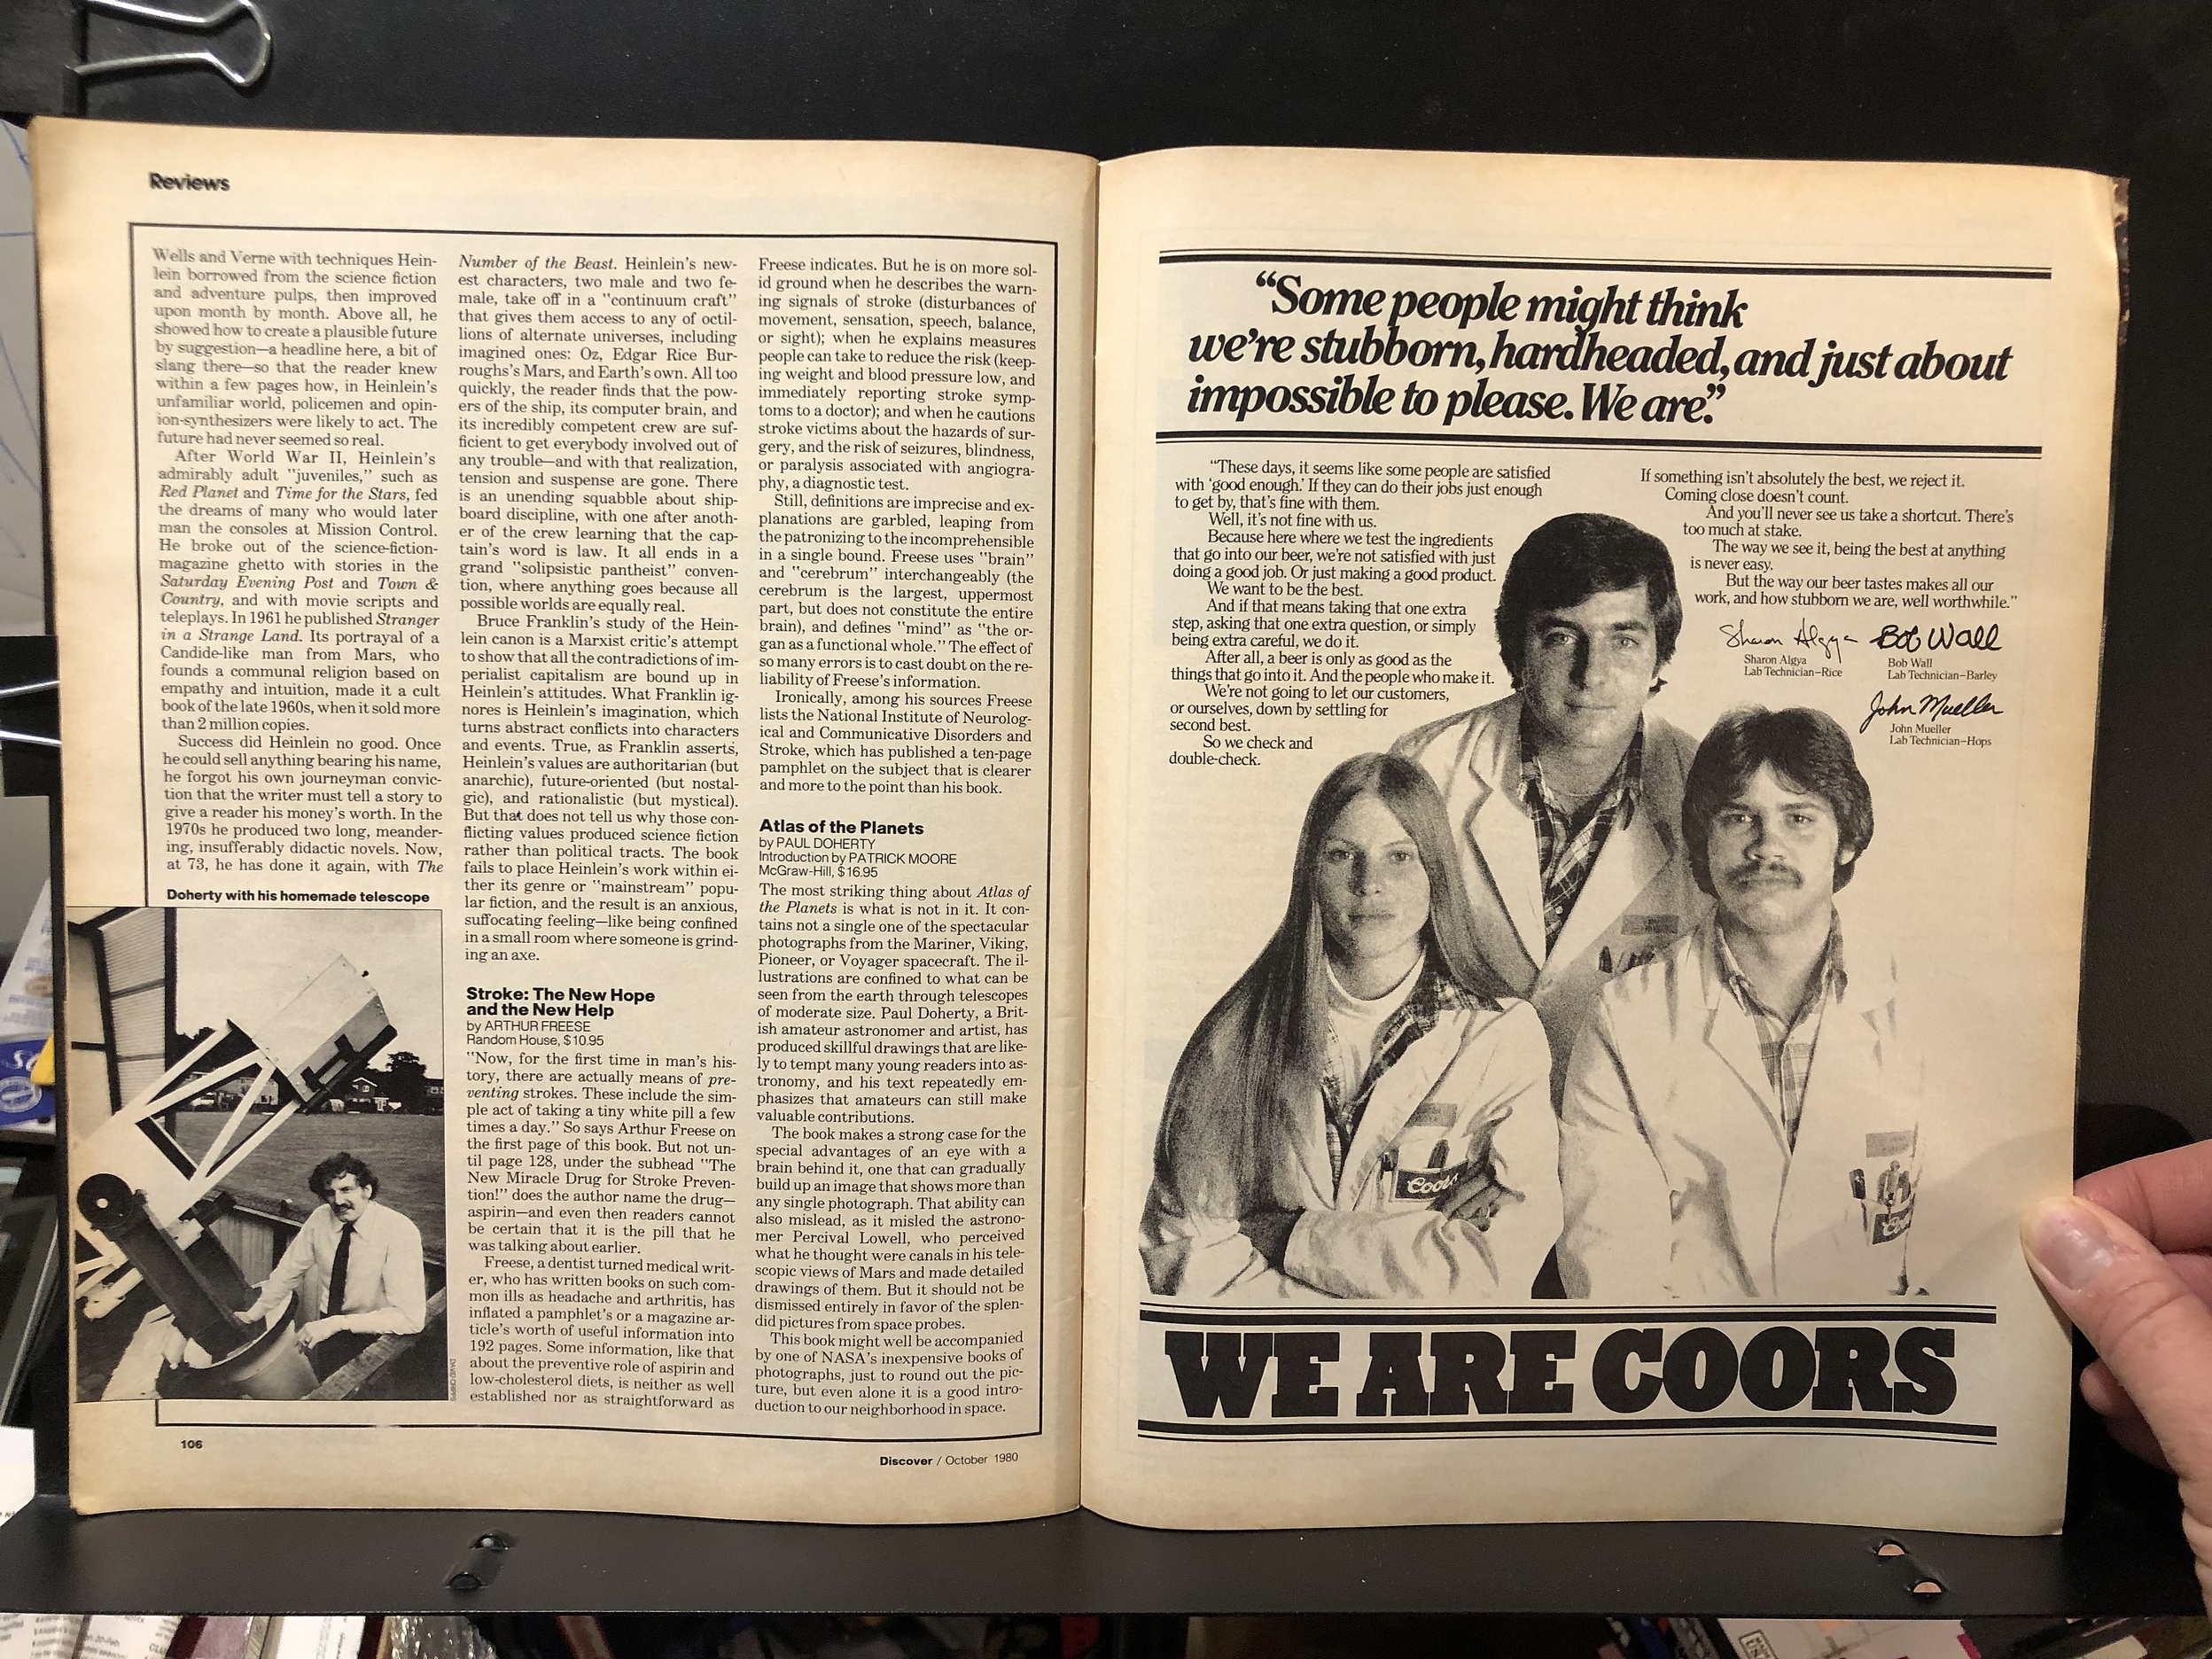 Reviews
Wells and Verne with techniques Hein-
lein borrowed from the science fiction
and adventure pulps, then improved
upon month by month. Above all, he
showed how to create a plausible future
by suggestion—a headline here, a bit of
slang there—so that the reader knew
within a few pages how, in Heinlein's
unfamiliar world, policemen and opin-
ion-synthesizers were likely to act. The
future had never seemed so real.
After World War II, Heinlein's
admirably adult "juveniles," such as
Red Planet and Time for the Stars, fed
the dreams of many who would later
man the consoles at Mission Control.
He broke out of the science-fiction-
magazine ghetto with stories in the
Saturday Evening Post and Town &
Country, and with movie scripts and
teleplays. In 1961 he published Stranger
in a Strange Land. Its portrayal of a
Candide-like man from Mars, who
founds a communal religion based on
empathy and intuition, made it a cult
book of the late 1960s, when it sold more
than 2 million copies.
Success did Heinlein no good. Once
he could sell anything bearing his name,
he forgot his own journeyman convic-
tion that the writer must tell a story to
give a reader his money's worth. In the
1970s he produced two long, meander-
ing, insufferably didactic novels. Now,
at 73, he has done it again, with The
Doherty with his homemade telescope
Number of the Beast. Heinlein's new-
est characters, two male and two fe-
male, take off in a "continuum craft"
that gives them access to any of octil-
lions of alternate universes, including
imagined ones: Oz, Edgar Rice Bur-
roughs's Mars, and Earth's own. All too
quickly, the reader finds that the pow-
ers of the ship, its computer brain, and
its incredibly competent crew are suf-
ficient to get everybody involved out of
any trouble—and with that realization,
tension and suspense are gone. There
is an unending squabble about ship-
board discipline, with one after anoth-
er of the crew learning that the cap-
tain's word is law. It all ends in a
grand "solipsistic pantheist" conven-
tion, where anything goes because all
possible worlds are equally real.
Bruce Franklin's study of the Hein-
lein canon is a Marxist critic's attempt
to show that all the contradictions of im-
perialist capitalism are bound up in
Heinlein's attitudes. What Franklin ig-
nores is Heinlein's imagination, which
turns abstract conflicts into characters
and events. True, as Franklin asserts,
Heinlein's values are authoritarian (but
anarchic), future-oriented (but nostal-
gic), and rationalistic (but mystical).
But that does not tell us why those con-
flicting values produced science fiction
rather than political tracts. The book
fails to place Heinlein's work within ei-
ther its genre or "mainstream" popu-
lar fiction, and the result is an anxious,
suffocating feeling—like being confined
in a small room where someone is grind-
ing an axe.
Stroke: The New Hope
and the New Help
by ARTHUR FREESE
Random House, $10.95
"Now, for the first time in man's his-
tory, there are actually means of pre-
venting strokes. These include the sim-
ple act of taking a tiny white pill a few
times a day." So says Arthur Freese on
the first page of this book. But not un-
til page 128, under the subhead "The
New Miracle Drug for Stroke Preven-
tion!" does the author name the drug—
aspirin—and even then readers cannot
be certain that it is the pill that he
was talking about earlier.
Freese, a dentist turned medical writ-
er, who has written books on such com-
mon ills as headache and arthritis, has
inflated a pamphlet's or a magazine ar-
ticle's worth of useful information into
192 pages. Some information, like that
about the preventive role of aspirin and
low-cholesterol diets, is neither as well
established nor as straightforward as
Freese indicates. But he is on more sol-
id ground when he describes the warn-
ing signals of stroke (disturbances of
movement, sensation, speech, balance,
or sight); when he explains measures
people can take to reduce the risk (keep-
ing weight and blood pressure low, and
immediately reporting stroke symp-
toms to a doctor); and when he cautions
stroke victims about the hazards of sur-
gery, and the risk of seizures, blindness,
or paralysis associated with angiogra-
phy, a diagnostic test.
Still, definitions are imprecise and ex-
planations are garbled, leaping from
the patronizing to the incomprehensible
in a single bound. Freese uses "brain"
and "cerebrum" interchangeably (the
cerebrum is the largest, uppermost
part, but does not constitute the entire
brain), and defines "mind" as "the or-
gan as a functional whole." The effect of
so many errors is to cast doubt on the re-
liability of Freese's information.
Ironically, among his sources Freese
lists the National Institute of Neurolog-
ical and Communicative Disorders and
Stroke, which has published a ten-page
pamphlet on the subject that is clearer
and more to the point than his book.
Atlas of the Planets
by PAUL DOHERTY
Introduction by PATRICK MOORE
McGraw-Hill, $16.95
The most striking thing about Atlas of
the Planets is what is not in it. It con-
tains not a single one of the spectacular
photographs from the Mariner, Viking,
Pioneer, or Voyager spacecraft. The il-
lustrations are confined to what can be
seen from the earth through telescopes
of moderate size. Paul Doherty, a Brit-
ish amateur astronomer and artist, has
produced skillful drawings that are like-
ly to tempt many young readers into as-
tronomy, and his text repeatedly em-
phasizes that amateurs can still make
valuable contributions.
The book makes a strong case for the
special advantages of an eye with a
brain behind it, one that can gradually
build up an image that shows more than
any single photograph. That ability can
also mislead, as it misled the astrono-
mer Percival Lowell, who perceived
what he thought were canals in his tele-
scopic views of Mars and made detailed
drawings of them. But it should not be
dismissed entirely in favor of the splen-
did pictures from space probes.
This book might well be accompanied
by one of NASA's inexpensive books of
photographs, just to round out the pic-
ture, but even alone it is a good intro-
duction to our neighborhood in space.
106
Discover / October 1980
"Some people might think
we're stubborn, hardheaded, and just about
impossible to please. We are."
"These days, it seems like some people are satisfied
with 'good enough.' If they can do their jobs just enough
to get by, that's fine with them.
Well, it's not fine with us.
Because here where we test the ingredients
that go into our beer, we're not satisfied with just
doing a good job. Or just making a good product.
We want to be the best.
And if that means taking that one extra
step, asking that one extra question, or simply
being extra careful, we do it.
After all, a beer is only as good as the
things that go into it. And the people who make it.
We're not going to let our customers,
or ourselves, down by settling for
second best.
So we check and
double-check.
If something isn't absolutely the best, we reject it.
Coming close doesn't count.
And you'll never see us take a shortcut. There's
too much at stake.
The way we see it, being the best at anything
is never easy.
But the way our beer tastes makes all our
work, and how stubborn we are, well worthwhile."
Sharon Algya
Sharon Algya
Lab Technician–Rice
Bob Wall
Bob Wall
Lab Technician–Barley
John Mueller
John Mueller
Lab Technician–Hops
Coors
WE ARE COORS